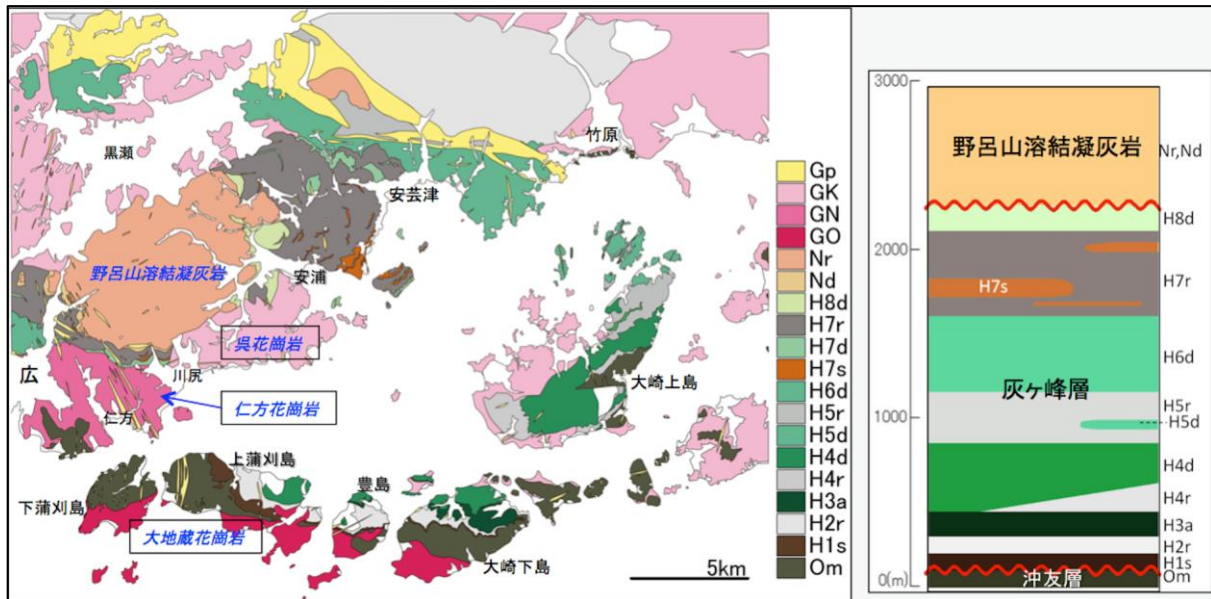 黒瀬
竹原
安芸津
野呂山溶結凝灰岩
安浦
呉花崗岩
広
川尻
大崎上島
仁方花崗岩
仁方
上蒲刈島
豊島
下蒲刈島
大地蔵花崗岩
大崎下島
5km
Gp
GK
GN
GO
Nr
Nd
H8d
H7r
H7d
H7s
H6d
H5r
H5d
H4d
H4r
H3a
H2r
H1s
Om
3000
野呂山溶結凝灰岩
Nr,Nd
H8d
2000
H7s
H7r
灰ヶ峰層
H6d
H5r
H5d
1000
H4d
H4r
H3a
H2r
H1s
0(m)
沖友層
Om